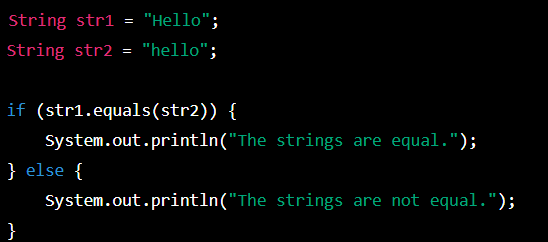 String str1 = "Hello";
String str2 = "hello";
if (str1.equals(str2)) {
    System.out.println("The strings are equal.");
} else {
    System.out.println("The strings are not equal.");
}